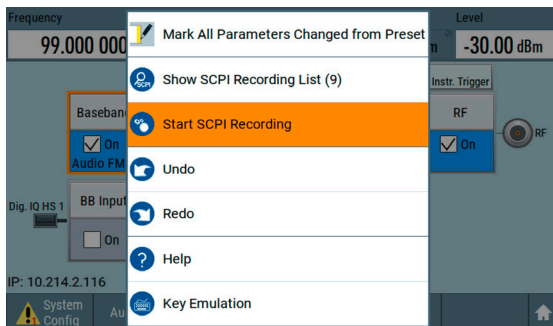 Frequency
Level
99.000 000
-30.00 dBm
Mark All Parameters Changed from Preset
SCPI
Show SCPI Recording List (9)
Instr. Trigger
Start SCPI Recording
RF
On
Audio FM
On
RF
Undo
Dig. IQ HS 1
BB Input
Redo
On
Help
IP: 10.214.2.116
Key Emulation
System
Config